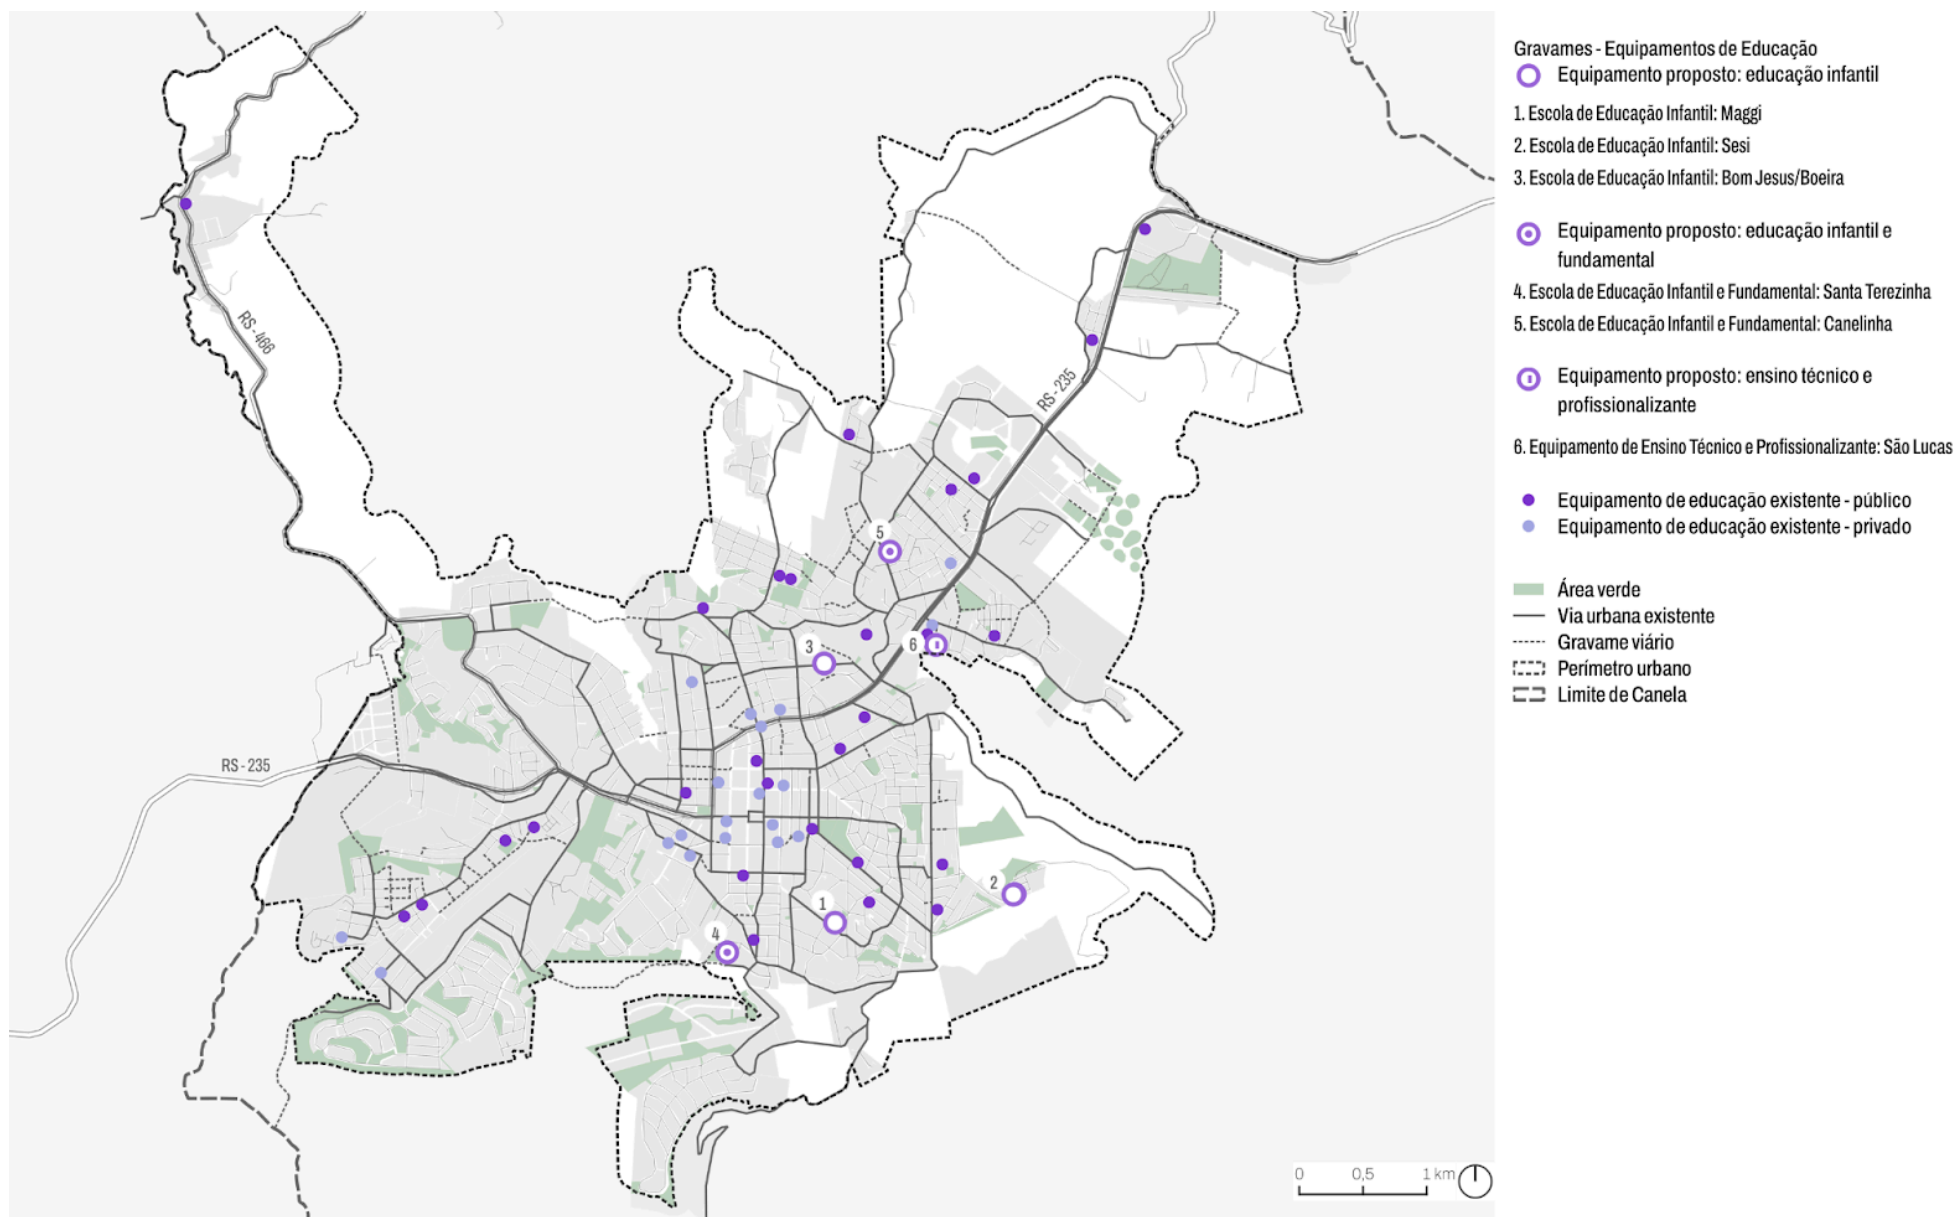 Gravames - Equipamentos de Educação
Equipamento proposto: educação infantil
1. Escola de Educação Infantil: Maggi
2. Escola de Educação Infantil: Sesi
3. Escola de Educação Infantil: Bom Jesus/Boeira
Equipamento proposto: educação infantil e
fundamental
4. Escola de Educação Infantil e Fundamental: Santa Terezinha
5. Escola de Educação Infantil e Fundamental: Canelinha
Equipamento proposto: ensino técnico e
profissionalizante
6. Equipamento de Ensino Técnico e Profissionalizante: São Lucas
Equipamento de educação existente - público
Equipamento de educação existente - privado
Área verde
Via urbana existente
Gravame viário
Perímetro urbano
Limite de Canela
RS - 466
RS - 235
5
3
6
RS - 235
2
1
4
0 0,5 1 km